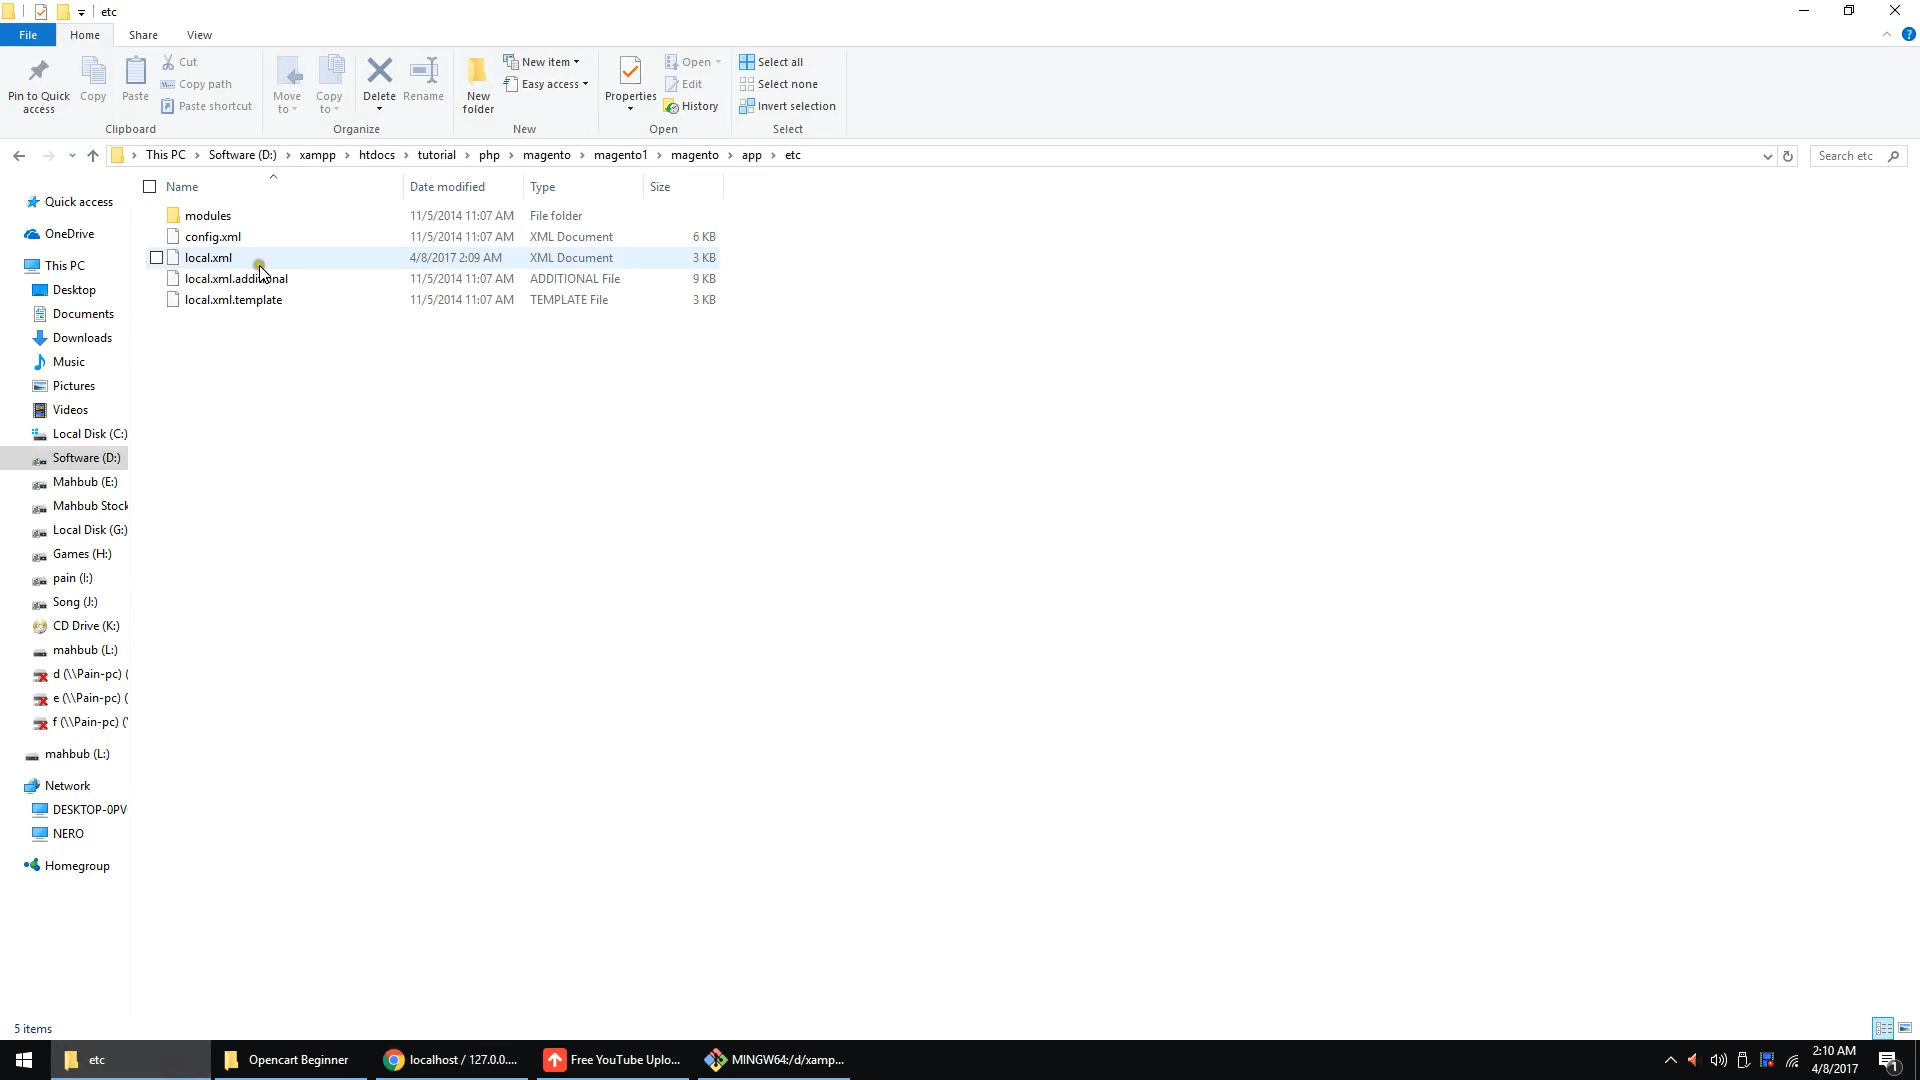 etc
File Home Share View
Pin to Quick access
Copy
Paste
Cut
Copy path
Paste shortcut
Clipboard
Move to
Copy to
Delete
Rename
Organize
New folder
New item
Easy access
New
Properties
Open
Edit
History
Open
Select all
Select none
Invert selection
Select
This PC > Software (D:) > xampp > htdocs > tutorial > php > magento > magento1 > magento > app > etc
Search etc
Name Date modified Type Size
modules 11/5/2014 11:07 AM File folder
config.xml 11/5/2014 11:07 AM XML Document 6 KB
local.xml 4/8/2017 2:09 AM XML Document 3 KB
local.xml.additional 11/5/2014 11:07 AM ADDITIONAL File 9 KB
local.xml.template 11/5/2014 11:07 AM TEMPLATE File 3 KB
Quick access
OneDrive
This PC
Desktop
Documents
Downloads
Music
Pictures
Videos
Local Disk (C:)
Software (D:)
Mahbub (E:)
Mahbub Stock
Local Disk (G:)
Games (H:)
pain (I:)
Song (J:)
CD Drive (K:)
mahbub (L:)
d (\\Pain-pc) (
e (\\Pain-pc) (
f (\\Pain-pc) (
mahbub (L:)
Network
DESKTOP-0PV
NERO
Homegroup
5 items
etc
Opencart Beginner
localhost / 127.0.0....
Free YouTube Uplo...
MINGW64:/d/xamp...
2:10 AM
4/8/2017
1